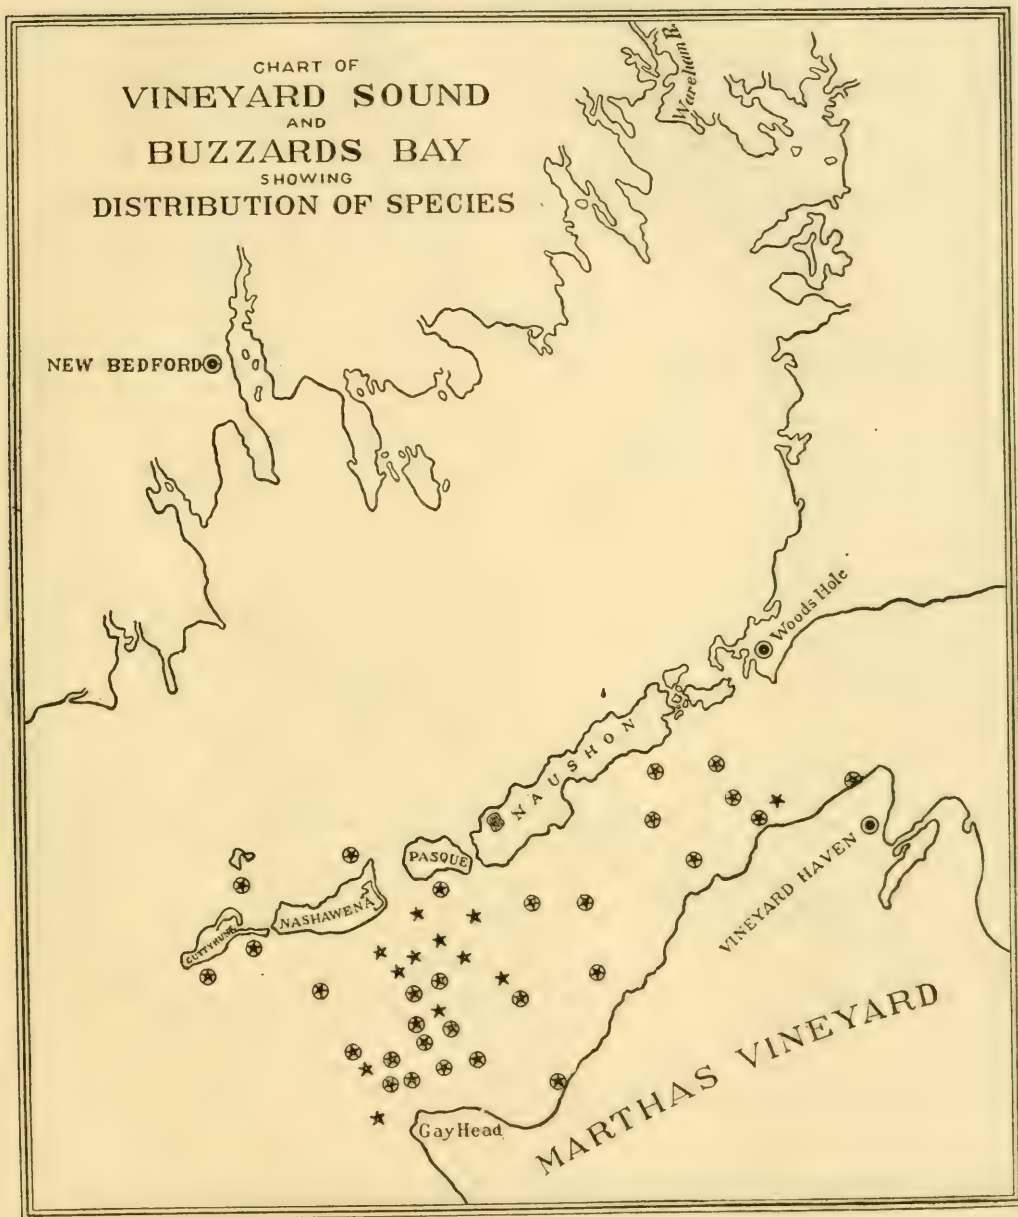 CHART OF
VINEYARD SOUND
AND
BUZZARDS BAY
SHOWING
DISTRIBUTION OF SPECIES
Wareham R.
NEW BEDFORD
Woods Hole
NAUSHON
PASQUE
NASHAWENA
CUTTYHUNK
VINEYARD HAVEN
MARTHAS VINEYARD
Gay Head